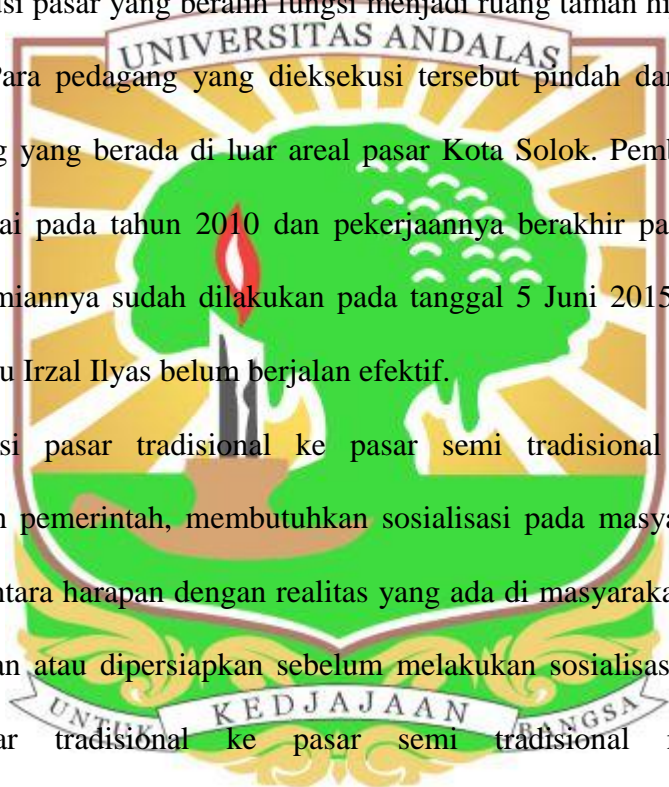 si pasar yang beralih fungsi menjadi ruang taman hi
UNIVERSITAS ANDALAS
Para pedagang yang dieksekusi tersebut pindah dar
g yang berada di luar areal pasar Kota Solok. Pemb
ai pada tahun 2010 dan pekerjaannya berakhir pa
miannya sudah dilakukan pada tanggal 5 Juni 2015
u Irzal Ilyas belum berjalan efektif.
si pasar tradisional ke pasar semi tradisional
n pemerintah, membutuhkan sosialisasi pada masya
ntara harapan dengan realitas yang ada di masyaraka
an atau dipersiapkan sebelum melakukan sosialisas
UNTUK KEDJAJAAN BANGSA
ar tradisional ke pasar semi tradisional